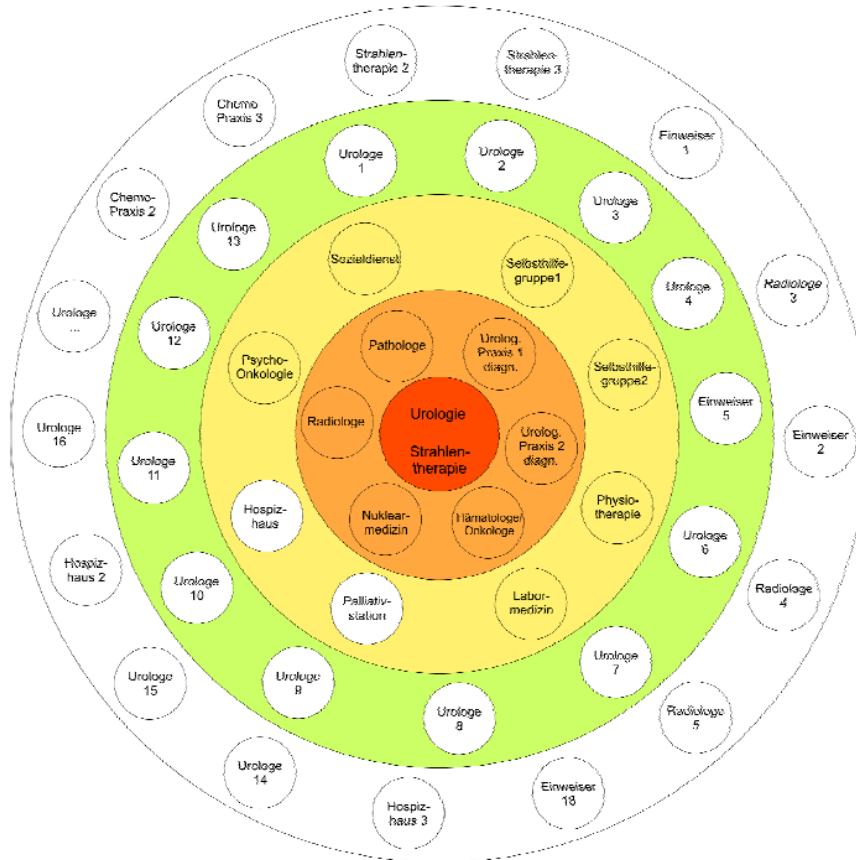 Strahlen-
therapie 2
Strahlen-
therapie 3
Einweiser
1
Radiologe
3
Einweiser
2
Radiologe
4
Radiologe
5
Einweiser
18
Hospiz-
haus 3
Urologe
14
Urologe
15
Hospiz-
haus 2
Urologe
16
Urologe
...
Chemo-
Praxis 2
Chemo
Praxis 3
Urologe
1
Urologe
2
Urologe
3
Urologe
4
Einweiser
5
Urologe
6
Urologe
7
Urologe
8
Urologe
9
Urologe
10
Urologe
11
Urologe
12
Urologe
13
Sozieldienst
Selbsthilfe-
gruppe1
Selbsthilfe-
gruppe2
Physio-
therapie
Labor-
medizin
Palliativ-
station
Hospiz-
haus
Psycho-
Onkologie
Pathologe
Urolog.
Praxis 1
diagn.
Urolog.
Praxis 2
diagn.
Hämatologe/
Onkologe
Nuklear-
medizin
Radiologe
Urologie
Strahlen-
therapie